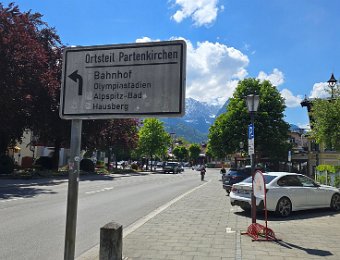 Ortsteil Partenkirchen
Bahnhof
Olympiastadion
Alpspitz-Bad
Hausberg